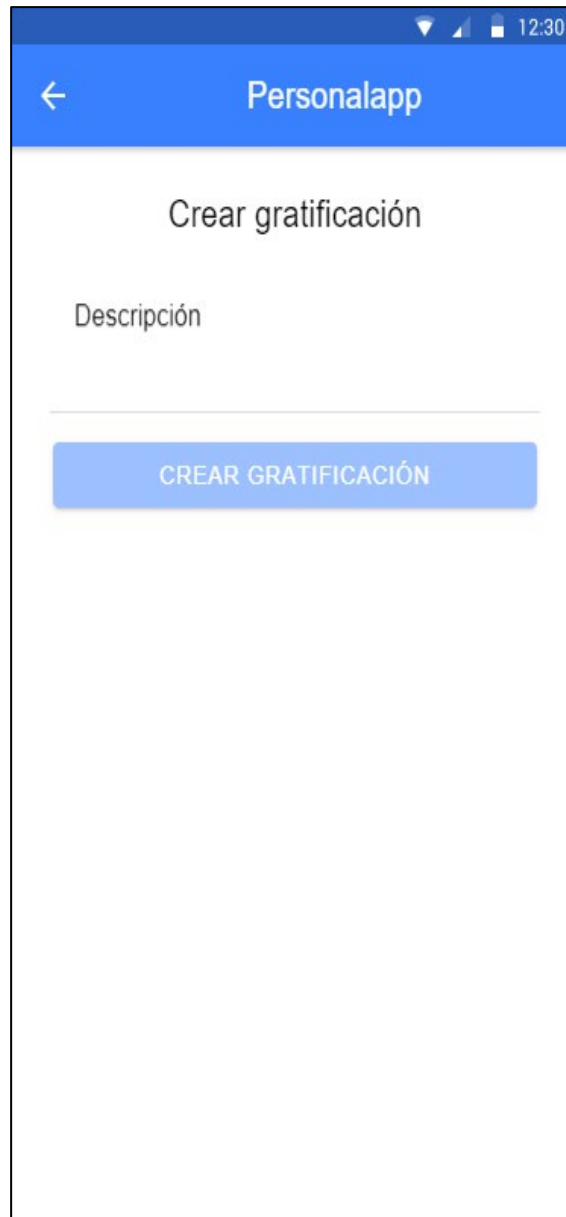 12:30
Personalapp
Crear gratificación
Descripción
CREAR GRATIFICACIÓN